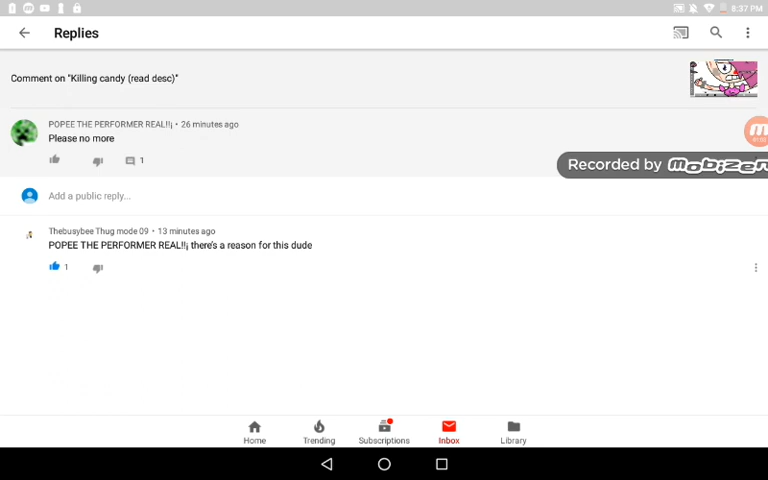 8:37 PM
Replies
Comment on "Killing candy (read desc)"
POPEE THE PERFORMER REAL!!¡ • 26 minutes ago
Please no more
1
Recorded by mobizen
Add a public reply...
Thebusybee Thug mode 09 • 13 minutes ago
POPEE THE PERFORMER REAL!!¡ there's a reason for this dude
1
Home
Trending
Subscriptions
Inbox
Library